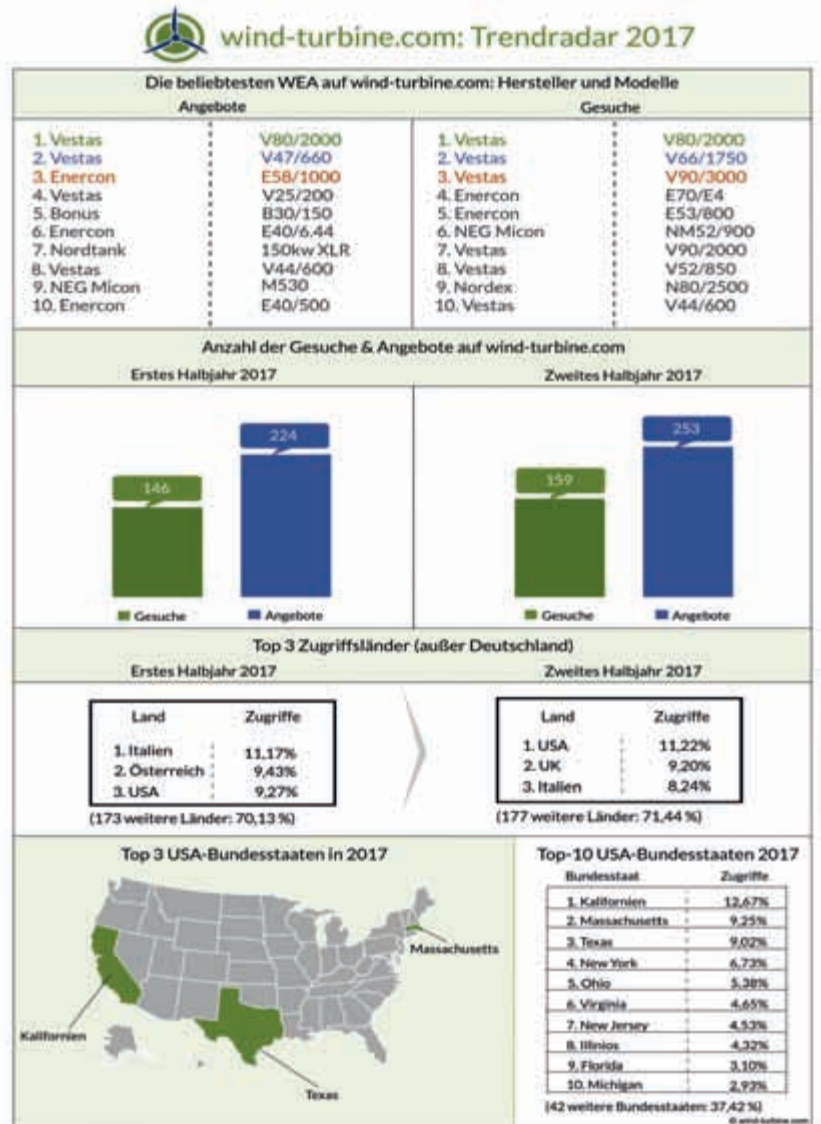 wind-turbine.com: Trendradar 2017
Die beliebtesten WEA auf wind-turbine.com: Hersteller und Modelle
Angebote
1. Vestas V80/2000
2. Vestas V47/660
3. Enercon E58/1000
4. Vestas V25/200
5. Bonus B30/150
6. Enercon E40/6.44
7. Nordtank 150kw XLR
8. Vestas V44/600
9. NEG Micon M530
10. Enercon E40/500
Gesuche
1. Vestas V80/2000
2. Vestas V66/1750
3. Vestas V90/3000
4. Enercon E70/E4
5. Enercon E53/800
6. NEG Micon NM52/900
7. Vestas V90/2000
8. Vestas V52/850
9. Nordex N80/2500
10. Vestas V44/600
Anzahl der Gesuche & Angebote auf wind-turbine.com
Erstes Halbjahr 2017
146
224
Gesuche Angebote
Zweites Halbjahr 2017
159
253
Gesuche Angebote
Top 3 Zugriffsländer (außer Deutschland)
Erstes Halbjahr 2017
Land Zugriffe
1. Italien 11,17%
2. Österreich 9,43%
3. USA 9,27%
(173 weitere Länder: 70,13 %)
Zweites Halbjahr 2017
Land Zugriffe
1. USA 11,22%
2. UK 9,20%
3. Italien 8,24%
(177 weitere Länder: 71,44 %)
Top 3 USA-Bundesstaaten in 2017
Massachusetts
Kalifornien
Texas
Top-10 USA-Bundesstaaten 2017
Bundesstaat Zugriffe
1. Kalifornien 12,67%
2. Massachusetts 9,25%
3. Texas 9,02%
4. New York 6,73%
5. Ohio 5,38%
6. Virginia 4,65%
7. New Jersey 4,53%
8. Illinios 4,32%
9. Florida 3,10%
10. Michigan 2,93%
(42 weitere Bundesstaaten: 37,42 %)
© wind-turbine.com